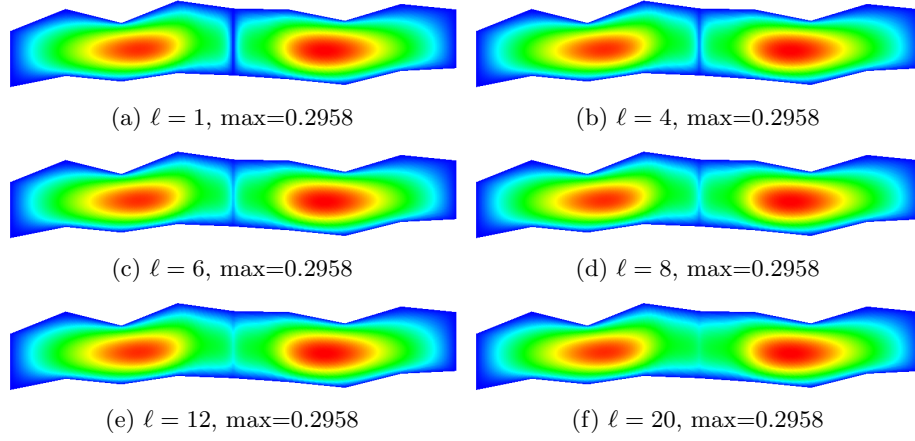 (a) ℓ = 1, max=0.2958
(b) ℓ = 4, max=0.2958
(c) ℓ = 6, max=0.2958
(d) ℓ = 8, max=0.2958
(e) ℓ = 12, max=0.2958
(f) ℓ = 20, max=0.2958